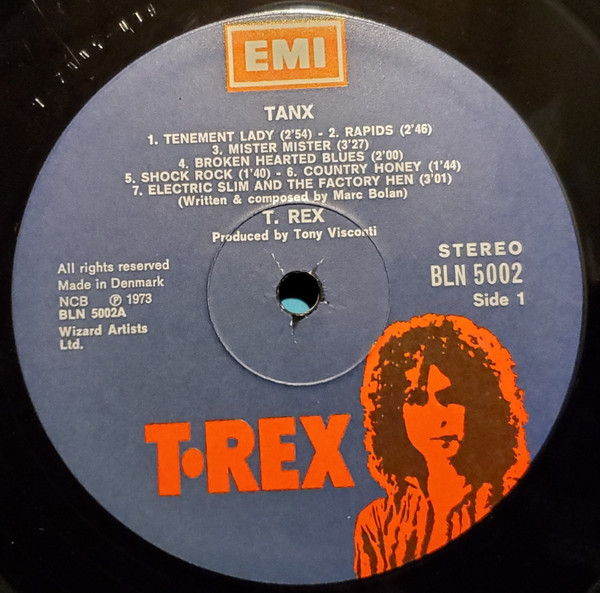 EMI
TANX
1. TENEMENT LADY (2'54) - 2. RAPIDS (2'46)
3. MISTER MISTER (3'27)
4. BROKEN HEARTED BLUES (2'00)
5. SHOCK ROCK (1'40) - 6. COUNTRY HONEY (1'44)
7. ELECTRIC SLIM AND THE FACTORY HEN (3'01)
(Written & composed by Marc Bolan)
T. REX
Produced by Tony Visconti
STEREO
BLN 5002
Side 1
All rights reserved
Made in Denmark
NCB ℗ 1973
BLN 5002A
Wizard Artists
Ltd.
T•REX